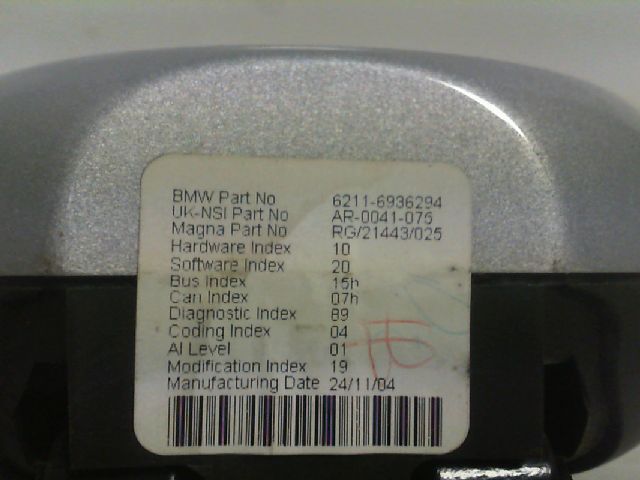 BMW Part No 6211-6936294
UK-NSI Part No AR-0041-076
Magna Part No RG/21443/025
Hardware Index 10
Software Index 20
Bus Index 15h
Can Index 07h
Diagnostic Index 89
Coding Index 04
AI Level 01
Modification Index 19
Manufacturing Date 24/11/04